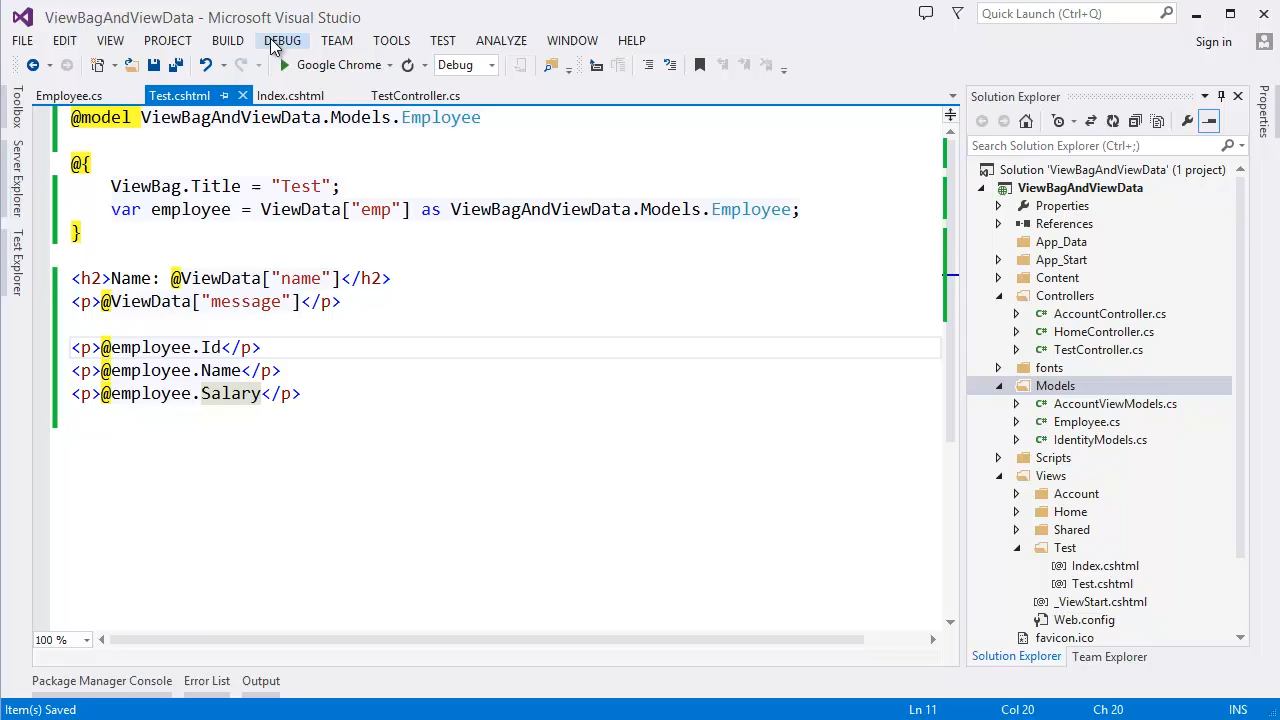 ViewBagAndViewData - Microsoft Visual Studio
Quick Launch (Ctrl+Q)
FILE EDIT VIEW PROJECT BUILD DEBUG TEAM TOOLS TEST ANALYZE WINDOW HELP
Sign in
Google Chrome
Debug
Employee.cs
Test.cshtml
Index.cshtml
TestController.cs
Toolbox
Server Explorer
Test Explorer
@model ViewBagAndViewData.Models.Employee
@{
ViewBag.Title = "Test";
var employee = ViewData["emp"] as ViewBagAndViewData.Models.Employee;
}
<h2>Name: @ViewData["name"]</h2>
<p>@ViewData["message"]</p>
<p>@employee.Id</p>
<p>@employee.Name</p>
<p>@employee.Salary</p>
100 %
Solution Explorer
Search Solution Explorer (Ctrl+;)
Solution 'ViewBagAndViewData' (1 project)
ViewBagAndViewData
Properties
References
App_Data
App_Start
Content
Controllers
AccountController.cs
HomeController.cs
TestController.cs
fonts
Models
AccountViewModels.cs
Employee.cs
IdentityModels.cs
Scripts
Views
Account
Home
Shared
Test
Index.cshtml
Test.cshtml
_ViewStart.cshtml
Web.config
favicon.ico
Solution Explorer
Team Explorer
Properties
Package Manager Console
Error List
Output
Item(s) Saved
Ln 11
Col 20
Ch 20
INS